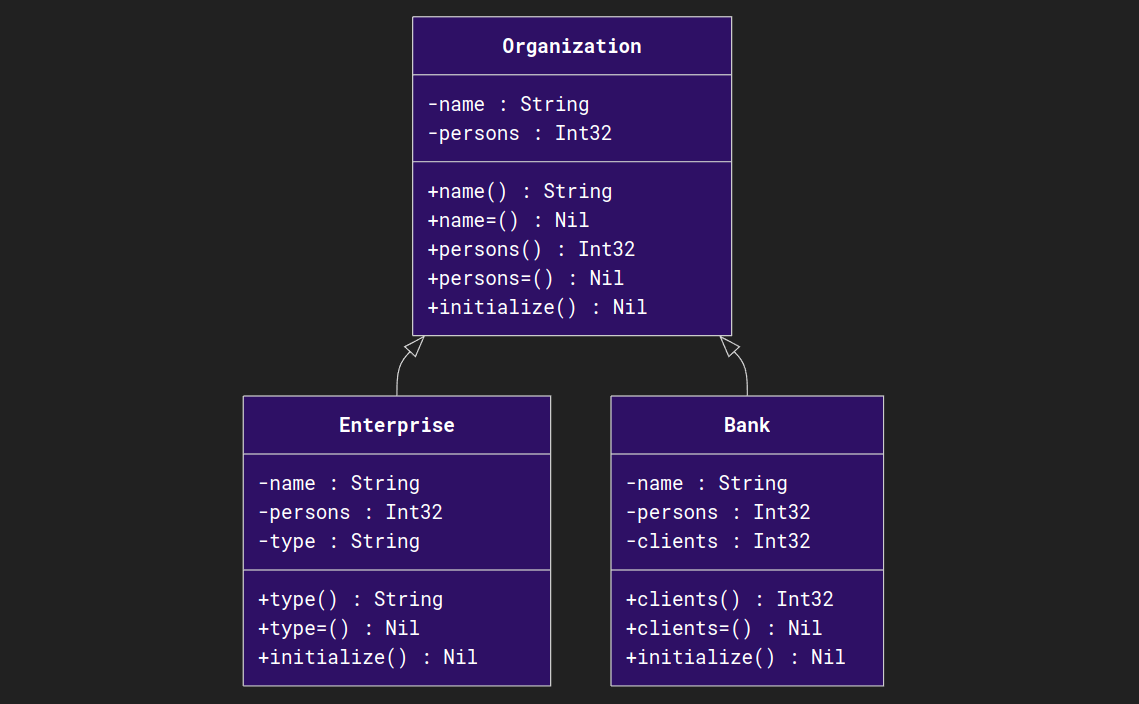 Organization
-name : String
-persons : Int32
+name() : String
+name=() : Nil
+persons() : Int32
+persons=() : Nil
+initialize() : Nil
Enterprise
-name : String
-persons : Int32
-type : String
+type() : String
+type=() : Nil
+initialize() : Nil
Bank
-name : String
-persons : Int32
-clients : Int32
+clients() : Int32
+clients=() : Nil
+initialize() : Nil